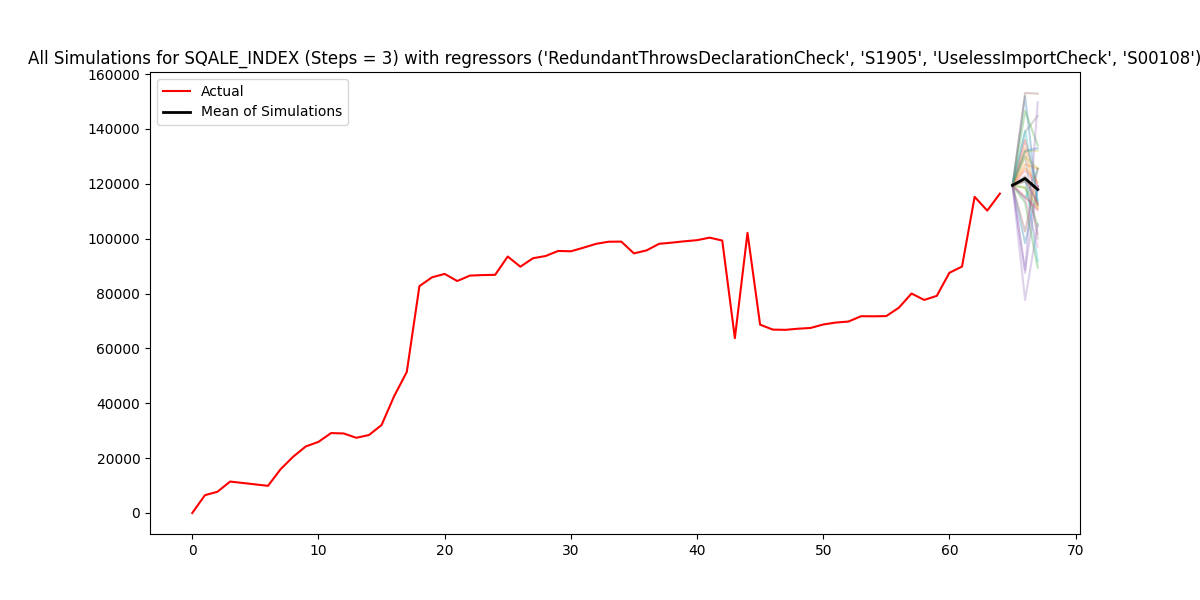 All Simulations for SQALE_INDEX (Steps = 3) with regressors ('RedundantThrowsDeclarationCheck', 'S1905', 'UselessImportCheck', 'S00108')
Actual
Mean of Simulations
160000
140000
120000
100000
80000
60000
40000
20000
0
0 10 20 30 40 50 60 70